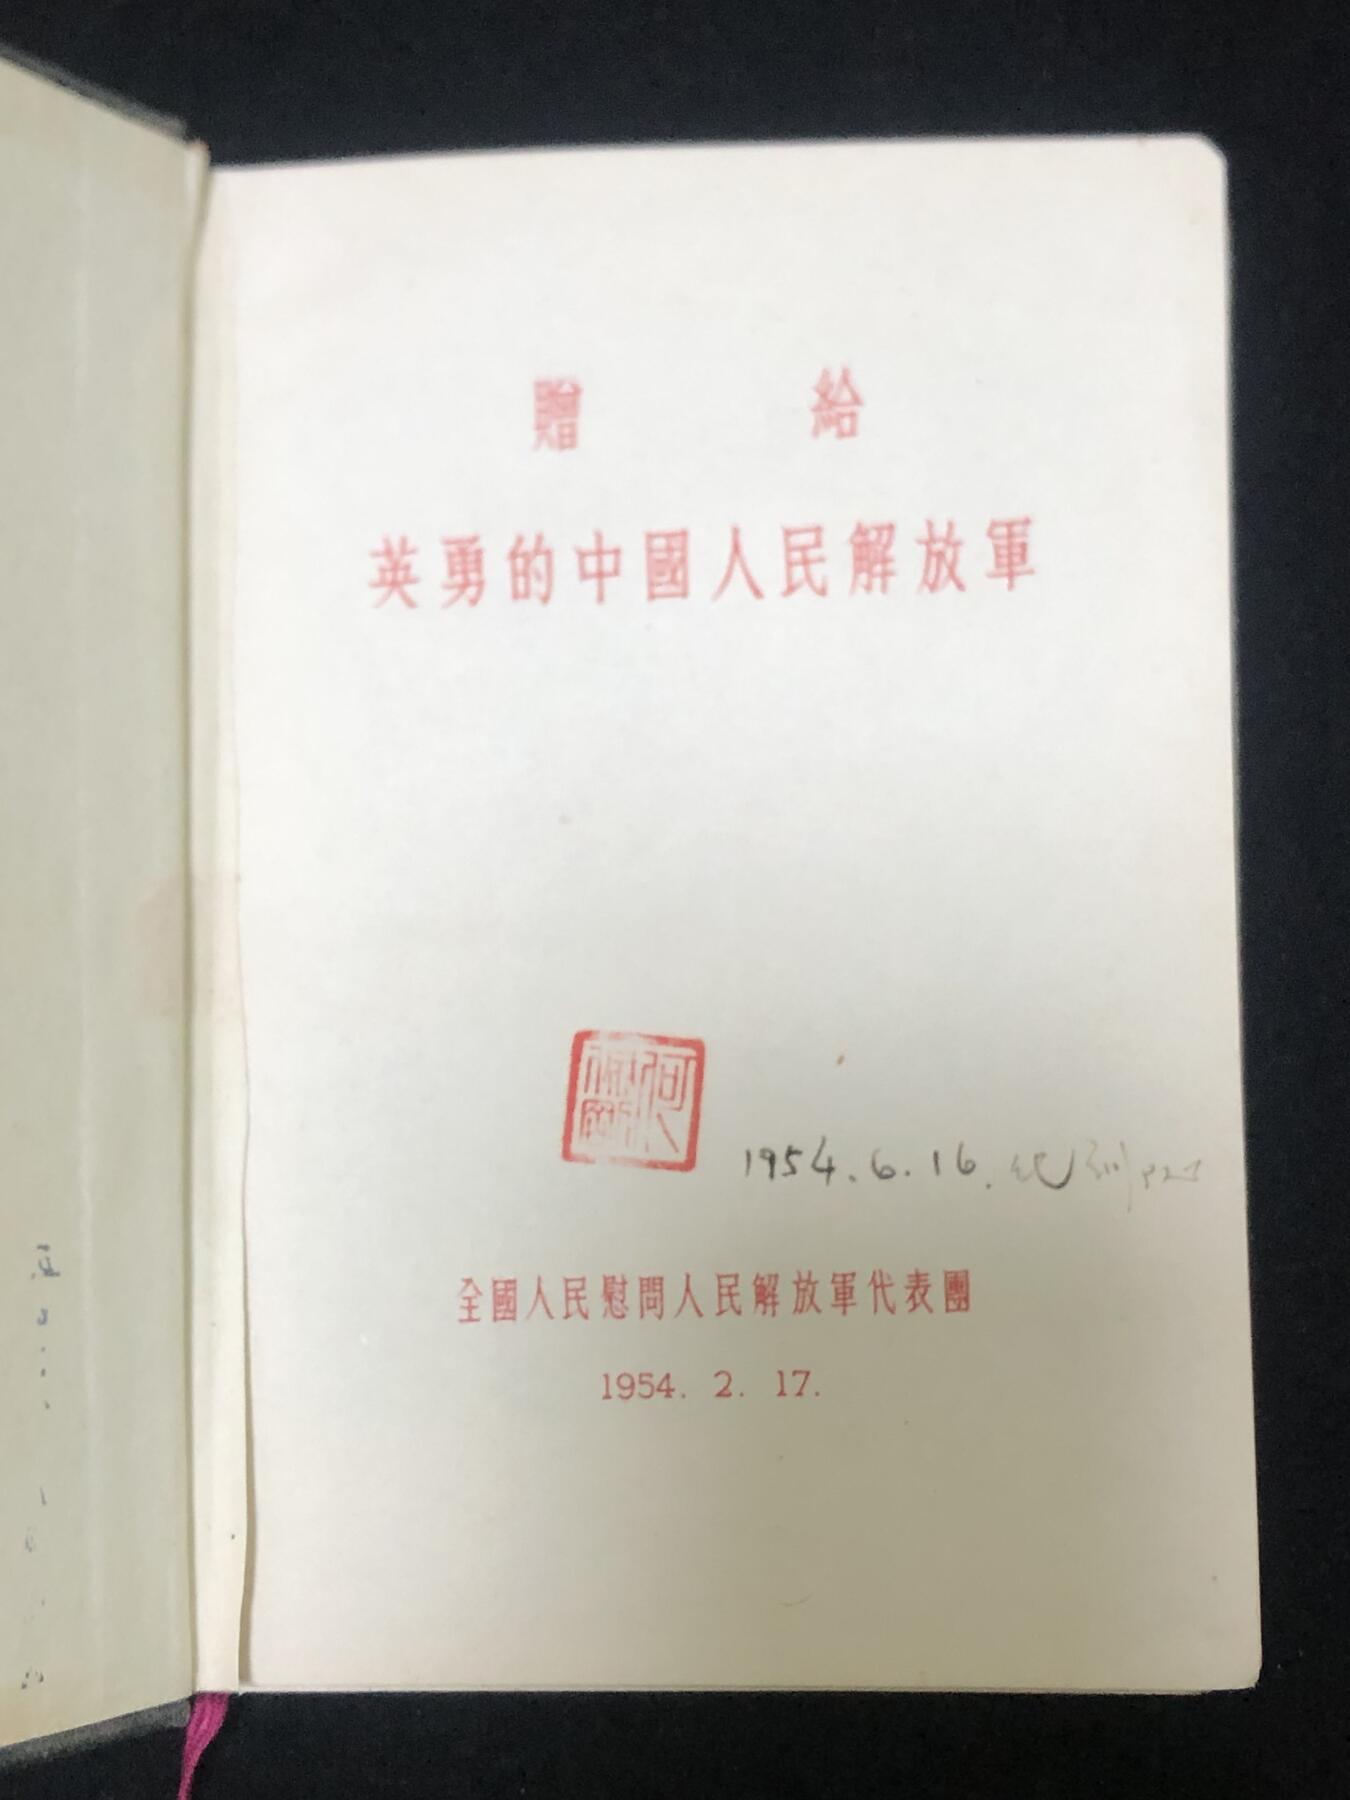 贈 給
英勇的中國人民解放軍
1954.6.16.
全國人民慰問人民解放軍代表團
1954. 2. 17.